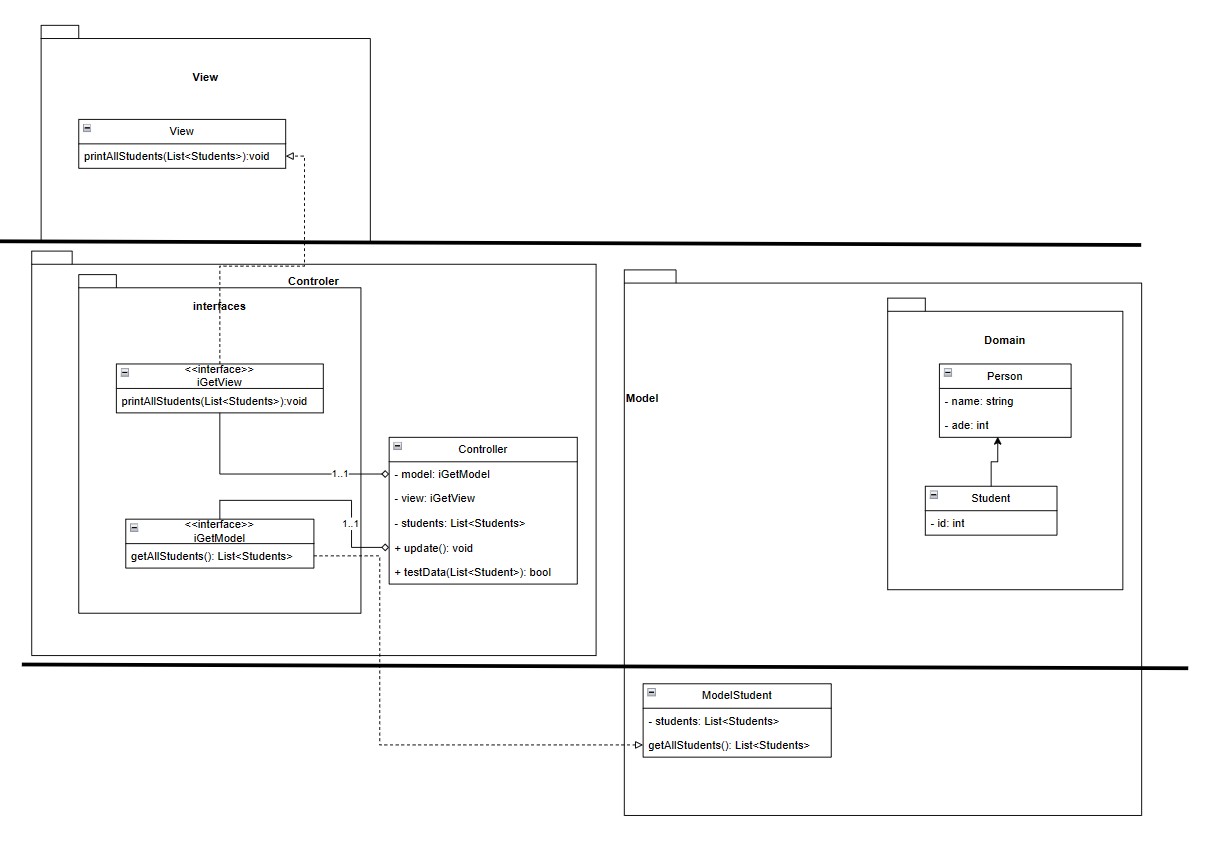 View
View
printAllStudents(List<Students>):void
Controler
interfaces
<<interface>>
iGetView
printAllStudents(List<Students>):void
1..1
<<interface>>
iGetModel
getAllStudents(): List<Students>
1..1
Controller
- model: iGetModel
- view: iGetView
- students: List<Students>
+ update(): void
+ testData(List<Student>): bool
Model
Domain
Person
- name: string
- ade: int
Student
- id: int
ModelStudent
- students: List<Students>
getAllStudents(): List<Students>